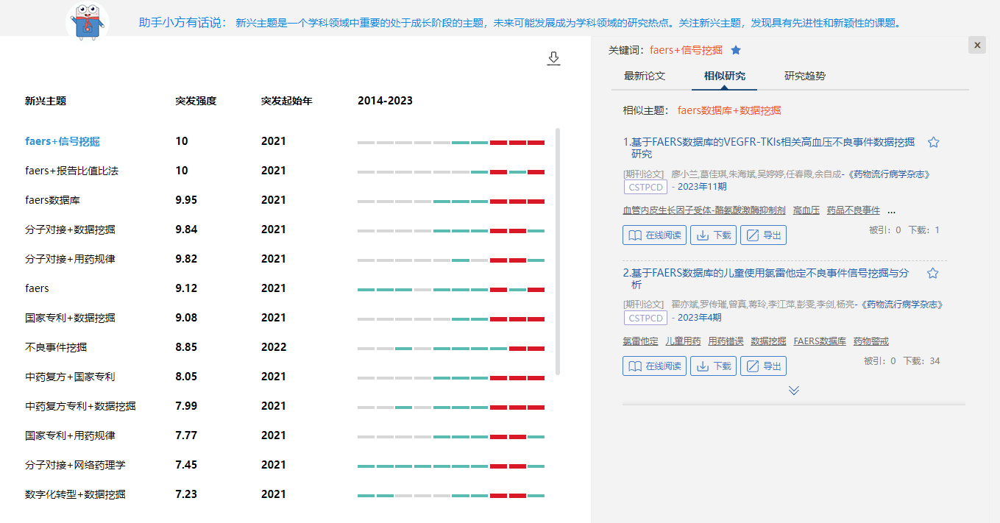 助手小方有话说： 新兴主题是一个学科领域中重要的处于成长阶段的主题，未来可能发展成为学科领域的研究热点。关注新兴主题，发现具有先进性和新颖性的课题。
新兴主题 突发强度 突发起始年 2014-2023
faers+信号挖掘 10 2021
faers+报告比值比法 10 2021
faers数据库 9.95 2021
分子对接+数据挖掘 9.84 2021
分子对接+用药规律 9.82 2021
faers 9.12 2021
国家专利+数据挖掘 9.08 2021
不良事件挖掘 8.85 2022
中药复方+国家专利 8.05 2021
中药复方专利+数据挖掘 7.99 2021
国家专利+用药规律 7.77 2021
分子对接+网络药理学 7.45 2021
数字化转型+数据挖掘 7.23 2021
关键词：faers+信号挖掘
x
最新论文 相似研究 研究趋势
相似主题： faers数据库+数据挖掘
1.基于FAERS数据库的VEGFR-TKIs相关高血压不良事件数据挖掘
研究
[期刊论文] 廖小兰,葛佳琪,朱海斌,吴婷婷,任春霞,余自成-《药物流行病学杂志》
CSTPCD - 2023年11期
血管内皮生长因子受体-酪氨酸激酶抑制剂 高血压 药品不良事件 ...
在线阅读 下载 导出 被引：0 下载：1
2.基于FAERS数据库的儿童使用氯雷他定不良事件信号挖掘与分
析
[期刊论文] 翟亦斌,罗传璀,曾真,蒋玲,李江萍,彭雯,李剑,杨亮-《药物流行病学杂志》
CSTPCD - 2023年4期
氯雷他定 儿童用药 用药错误 数据挖掘 FAERS数据库 药物警戒
在线阅读 下载 导出 被引：0 下载：34